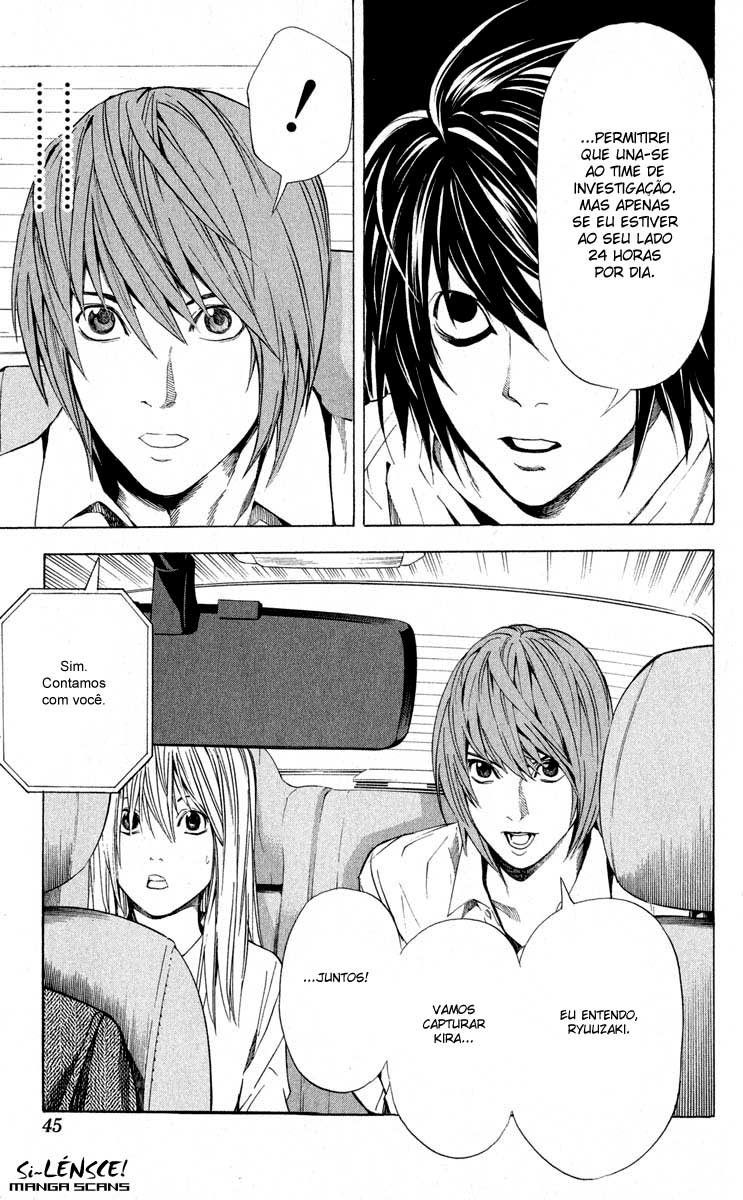 ...PERMITIREI
QUE UNA-SE
AO TIME DE
INVESTIGAÇÃO.
MAS APENAS
SE EU ESTIVER
AO SEU LADO
24 HORAS
POR DIA.
!
EU ENTENDO,
RYUUZAKI.
VAMOS
CAPTURAR
KIRA...
...JUNTOS!
Sim.
Contamos
com você.
45
Si-LÉNSCE!
MANGA SCANS